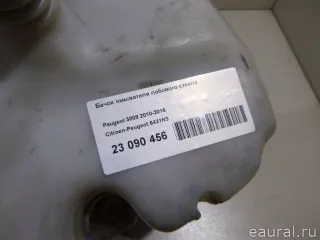 Бачок омывателя лобового стекла
Peugeot 3008 2010-2016
Citroen-Peugeot 6431N3
23 090 456
eaural.ru